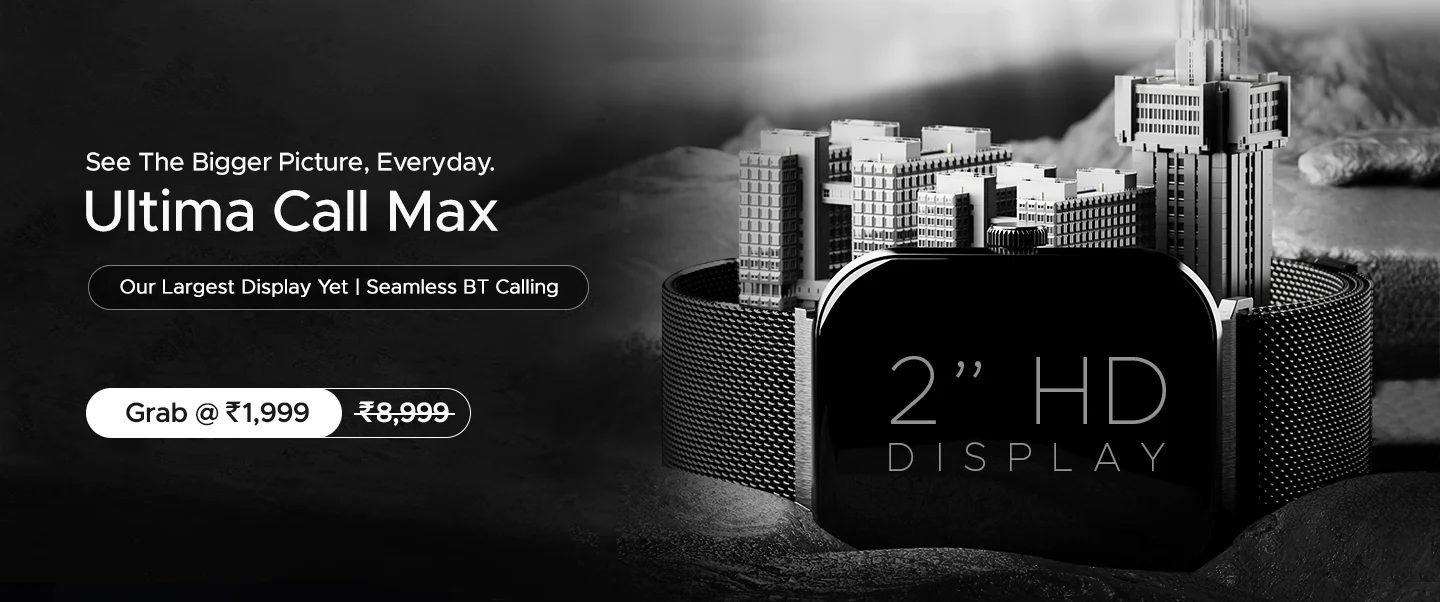 See The Bigger Picture, Everyday.
Ultima Call Max
Our Largest Display Yet | Seamless BT Calling
Grab @ ₹1,999 ₹8,999
2” HD
DISPLAY